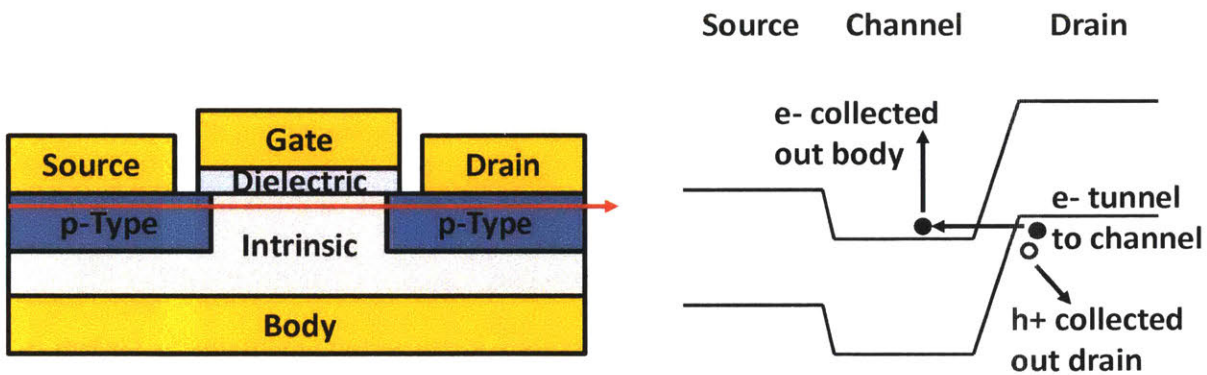 Source Channel Drain
Gate
Source
Drain
Dielectric
p-Type
p-Type
Intrinsic
Body
e- collected
out body
e- tunnel
to channel
h+ collected
out drain